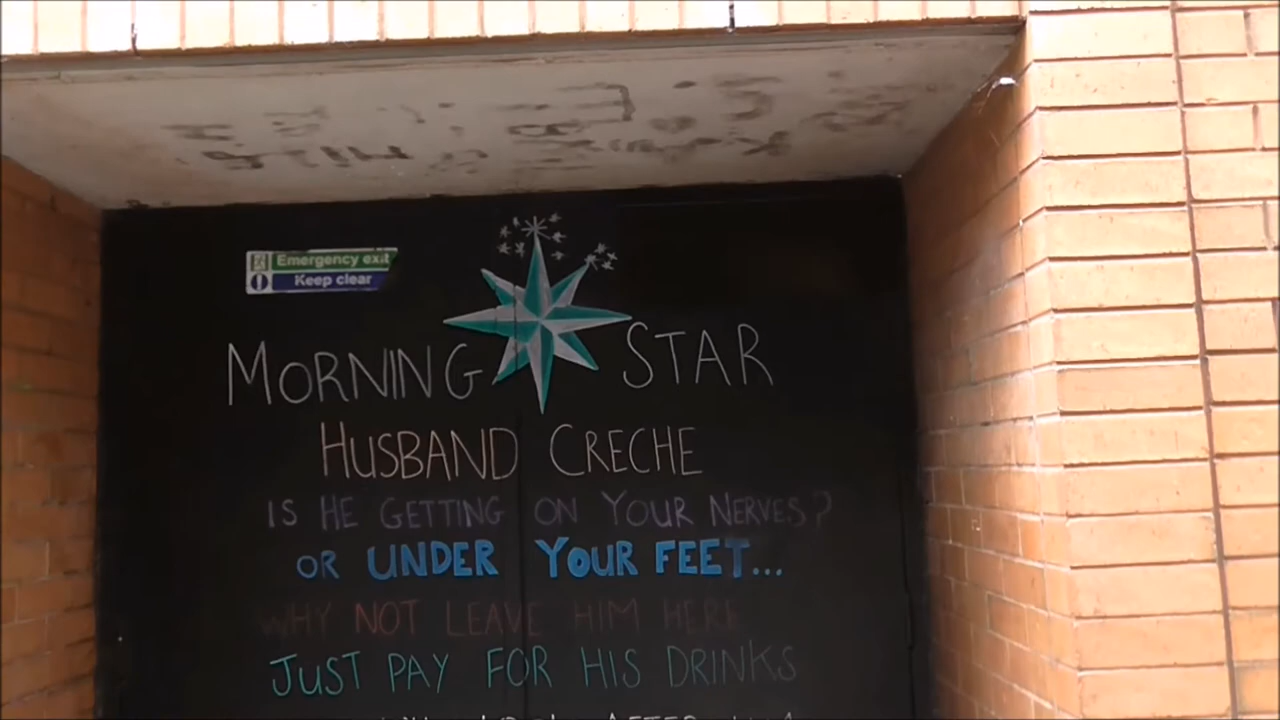 Emergency exit
Keep clear
MORNING STAR
HUSBAND CRECHE
IS HE GETTING ON YOUR NERVES?
OR UNDER YOUR FEET...
WHY NOT LEAVE HIM HERE
JUST PAY FOR HIS DRINKS
AFTER